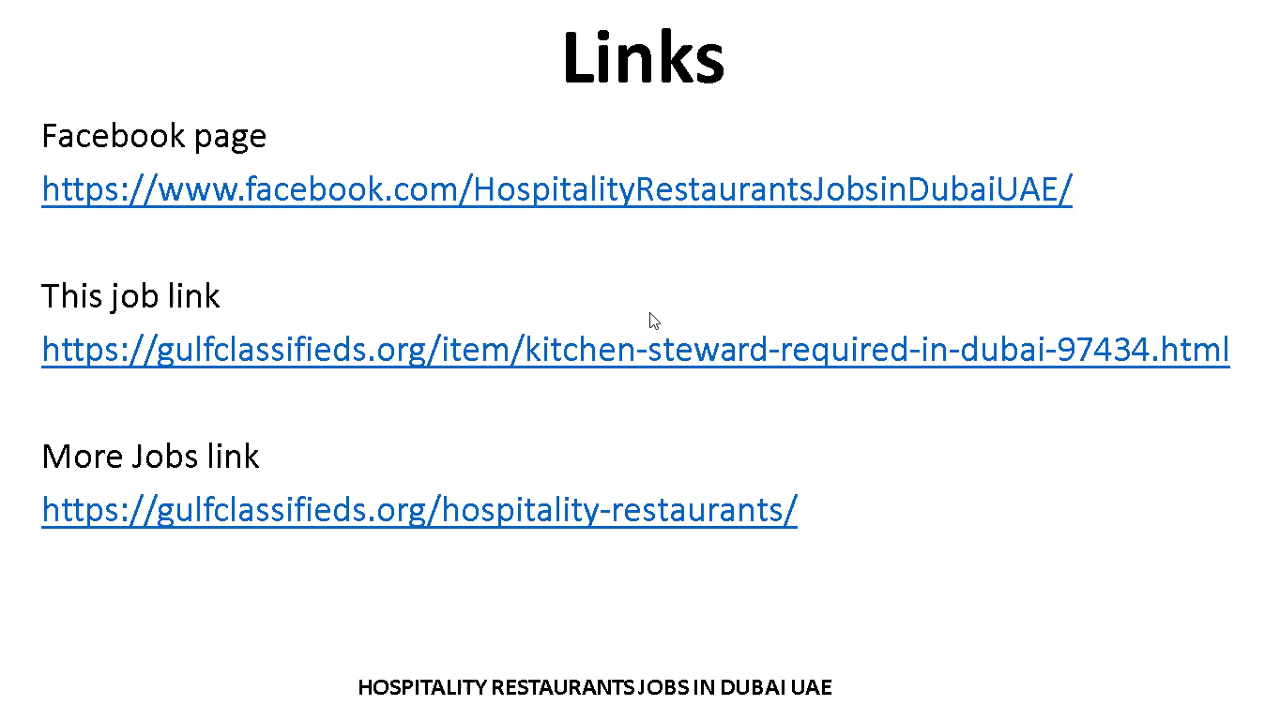 Links
Facebook page
https://www.facebook.com/HospitalityRestaurantsJobsinDubaiUAE/
This job link
https://gulfclassifieds.org/item/kitchen-steward-required-in-dubai-97434.html
More Jobs link
https://gulfclassifieds.org/hospitality-restaurants/
HOSPITALITY RESTAURANTS JOBS IN DUBAI UAE